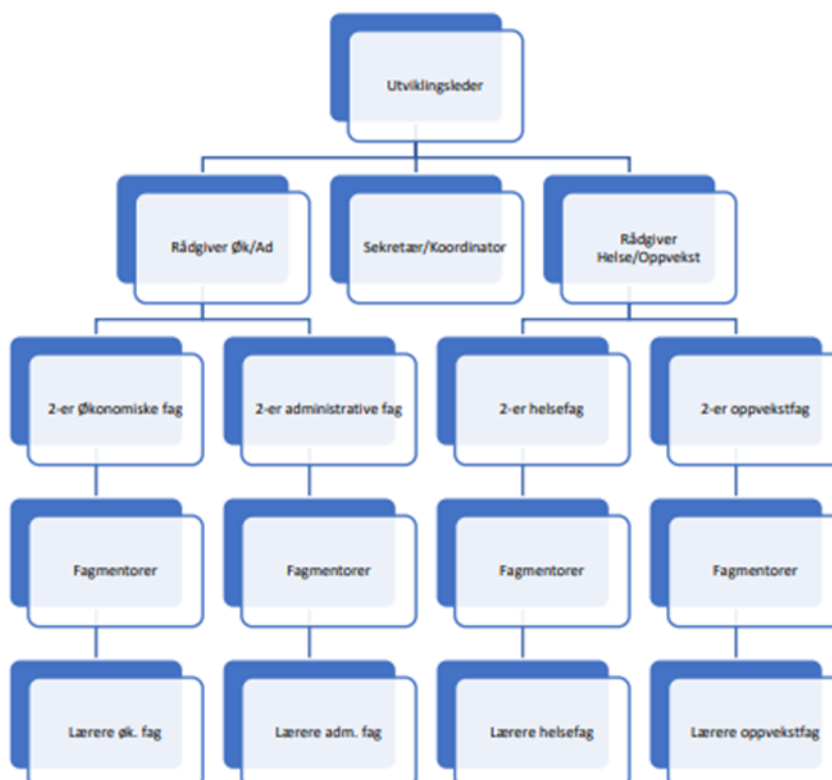 Utviklingsleder
Rådgiver Øk/Ad
Sekretær/Koordinator
Rådgiver
Helse/Oppvekst
2-er Økonomiske fag
2-er administrative fag
2-er helsefag
2-er oppvekstfag
Fagmentorer
Fagmentorer
Fagmentorer
Fagmentorer
Lærere øk. fag
Lærere adm. fag
Lærere helsefag
Lærere oppvekstfag